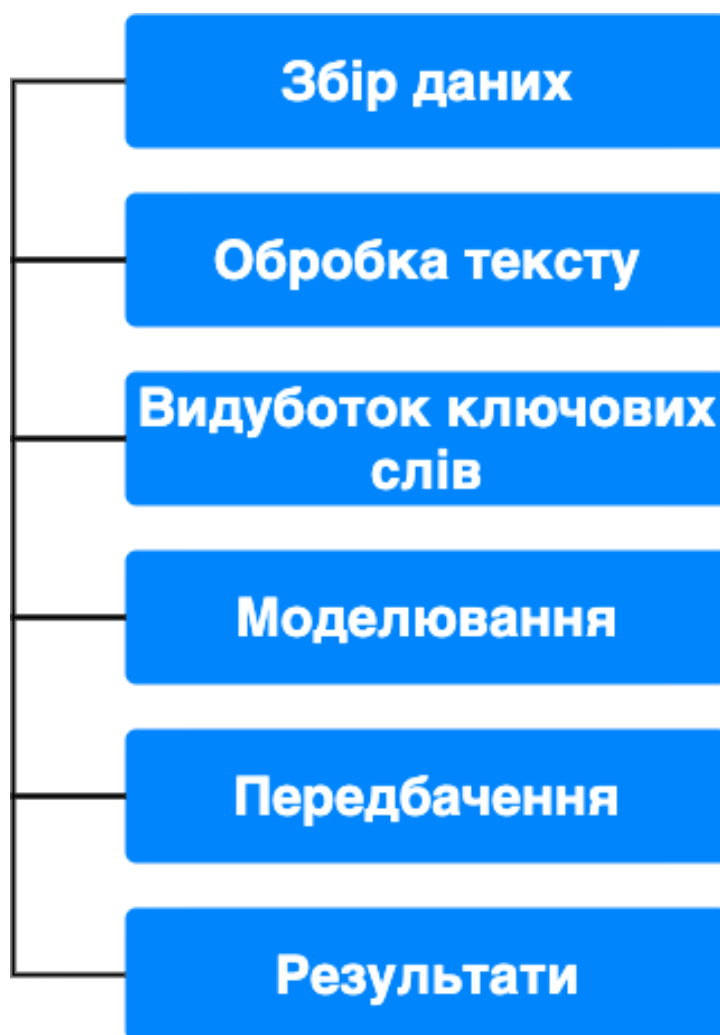 Збір даних
Обробка тексту
Видуботок ключових
слів
Моделювання
Передбачення
Результати